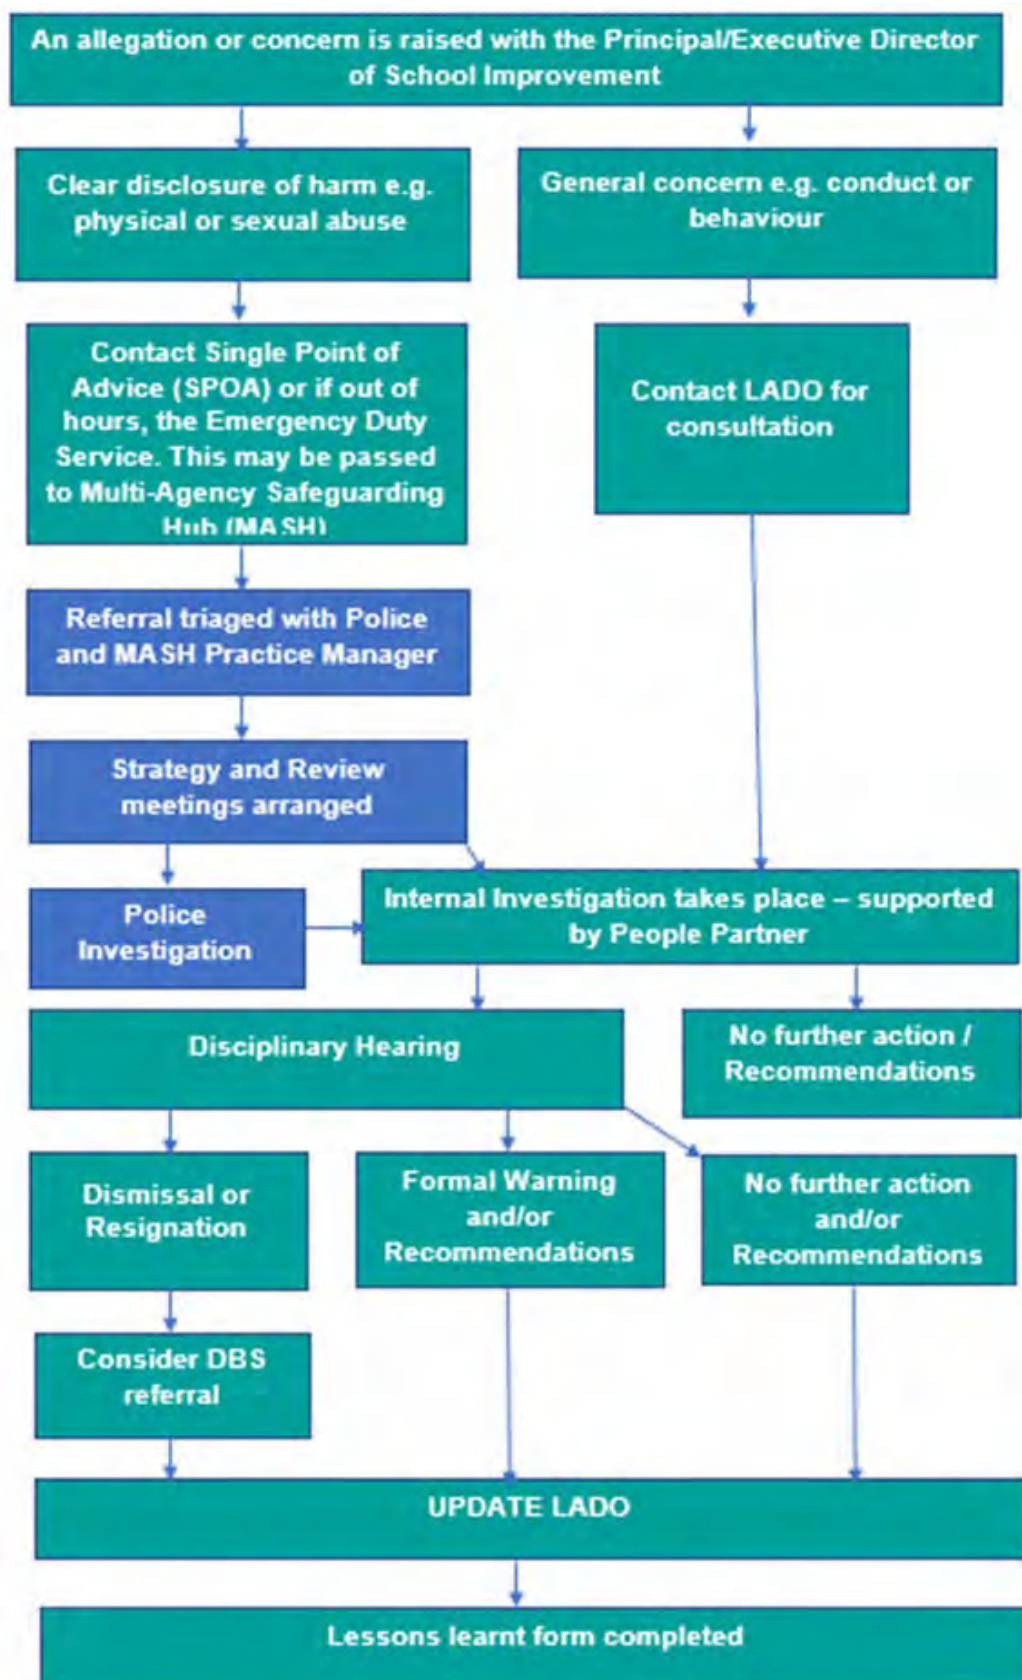 An allegation or concern is raised with the Principal/Executive Director
of School Improvement
Clear disclosure of harm e.g.
physical or sexual abuse
General concern e.g. conduct or
behaviour
Contact Single Point of
Advice (SPOA) or if out of
hours, the Emergency Duty
Service. This may be passed
to Multi-Agency Safeguarding
Hub (MASH)
Contact LADO for
consultation
Referral triaged with Police
and MASH Practice Manager
Strategy and Review
meetings arranged
Police
Investigation
Internal Investigation takes place – supported
by People Partner
Disciplinary Hearing
No further action /
Recommendations
Dismissal or
Resignation
Formal Warning
and/or
Recommendations
No further action
and/or
Recommendations
Consider DBS
referral
UPDATE LADO
Lessons learnt form completed